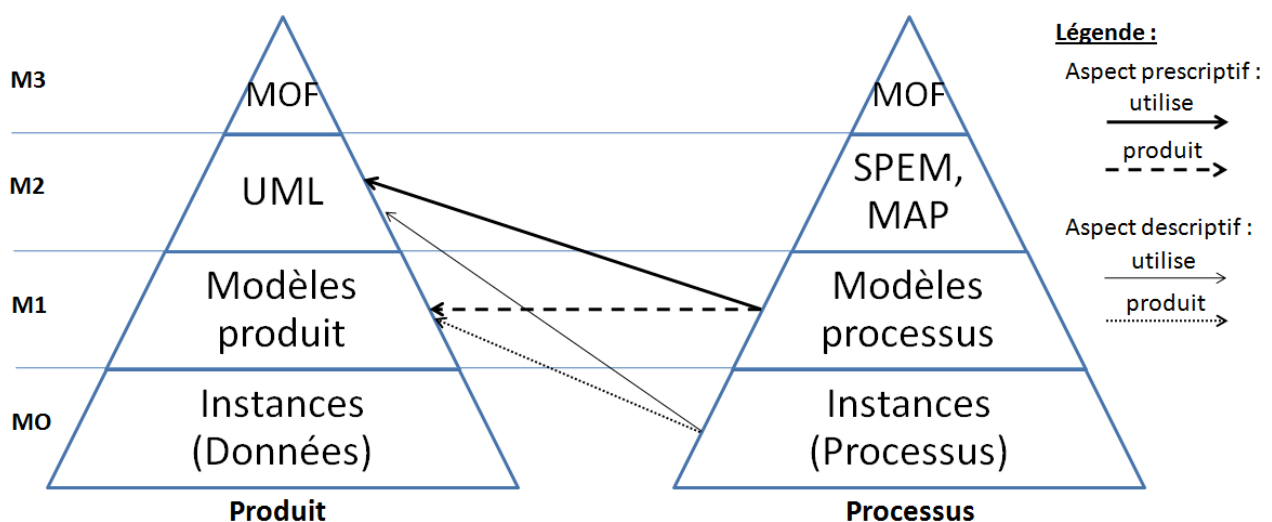 M3
MOF
MOF
M2
UML
SPEM,
MAP
M1
Modèles
produit
Modèles
processus
M0
Instances
(Données)
Instances
(Processus)
Produit
Processus
Légende :
Aspect prescriptif :
utilise
produit
Aspect descriptif :
utilise
produit